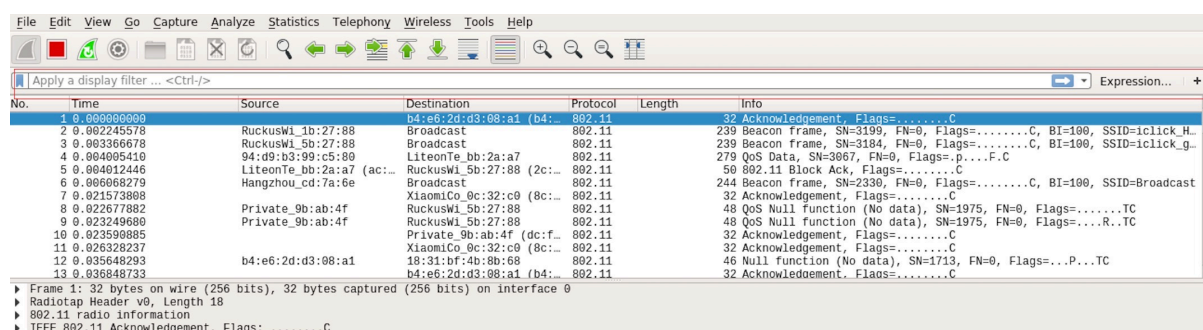 File Edit View Go Capture Analyze Statistics Telephony Wireless Tools Help
Apply a display filter ... <Ctrl-/> Expression... +
No. Time Source Destination Protocol Length Info
1 0.000000000 b4:e6:2d:d3:08:a1 (b4:… 802.11 32 Acknowledgement, Flags=........C
2 0.002245578 RuckusWi_1b:27:88 Broadcast 802.11 239 Beacon frame, SN=3199, FN=0, Flags=........C, BI=100, SSID=iclick_H…
3 0.003366678 RuckusWi_5b:27:88 Broadcast 802.11 239 Beacon frame, SN=3184, FN=0, Flags=........C, BI=100, SSID=iclick_g…
4 0.004005410 94:d9:b3:99:c5:80 LiteonTe_bb:2a:a7 802.11 279 QoS Data, SN=3067, FN=0, Flags=.p....F.C
5 0.004012446 LiteonTe_bb:2a:a7 (ac:… RuckusWi_5b:27:88 (2c:… 802.11 50 802.11 Block Ack, Flags=........C
6 0.006068279 Hangzhou_cd:7a:6e Broadcast 802.11 244 Beacon frame, SN=2330, FN=0, Flags=........C, BI=100, SSID=Broadcast
7 0.021573808 XiaomiCo_0c:32:c0 (8c:… 802.11 32 Acknowledgement, Flags=........C
8 0.022677882 Private_9b:ab:4f RuckusWi_5b:27:88 802.11 48 QoS Null function (No data), SN=1975, FN=0, Flags=.......TC
9 0.023249680 Private_9b:ab:4f RuckusWi_5b:27:88 802.11 48 QoS Null function (No data), SN=1975, FN=0, Flags=....R..TC
10 0.023590885 Private_9b:ab:4f (dc:f… 802.11 32 Acknowledgement, Flags=........C
11 0.026328237 XiaomiCo_0c:32:c0 (8c:… 802.11 32 Acknowledgement, Flags=........C
12 0.035648293 b4:e6:2d:d3:08:a1 18:31:bf:4b:8b:68 802.11 46 Null function (No data), SN=1713, FN=0, Flags=...P...TC
13 0.036848733 b4:e6:2d:d3:08:a1 (b4:… 802.11 32 Acknowledgement, Flags=........C
Frame 1: 32 bytes on wire (256 bits), 32 bytes captured (256 bits) on interface 0
Radiotap Header v0, Length 18
802.11 radio information
IEEE 802.11 Acknowledgement, Flags: ........C